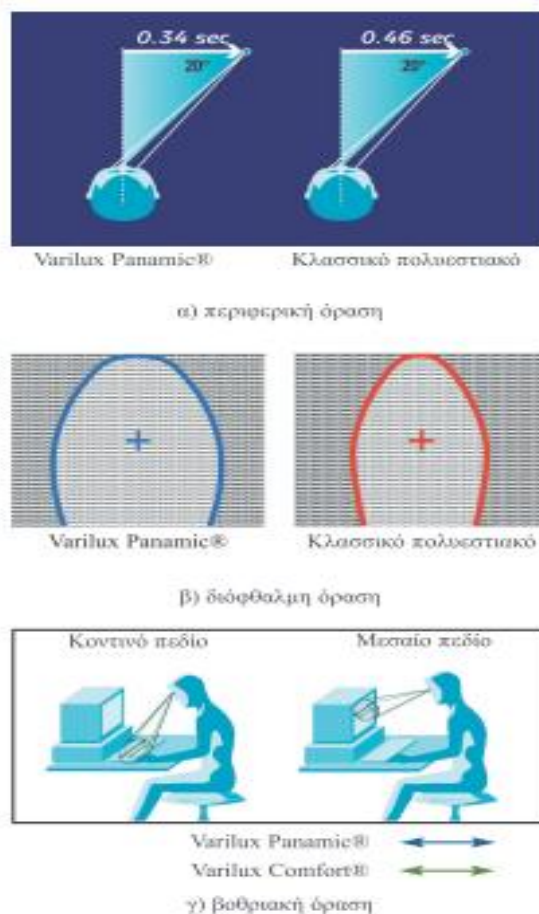 0.34 sec 0.46 sec
20° 20°
Varilux Panamic® Κλασσικό πολυεστιακό
α) περιφερική όραση
Varilux Panamic® Κλασσικό πολυεστιακό
β) διόφθαλμη όραση
Κοντινό πεδίο Μεσαίο πεδίο
Varilux Panamic®
Varilux Comfort®
γ) βοθριακή όραση